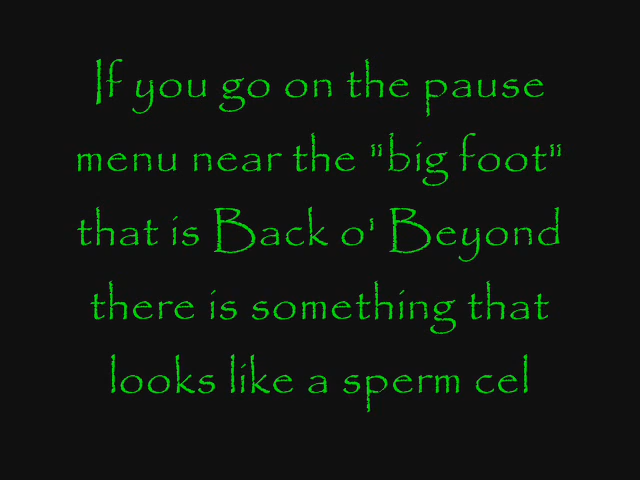 If you go on the pause
menu near the "big foot"
that is Back o' Beyond
there is something that
looks like a sperm cel